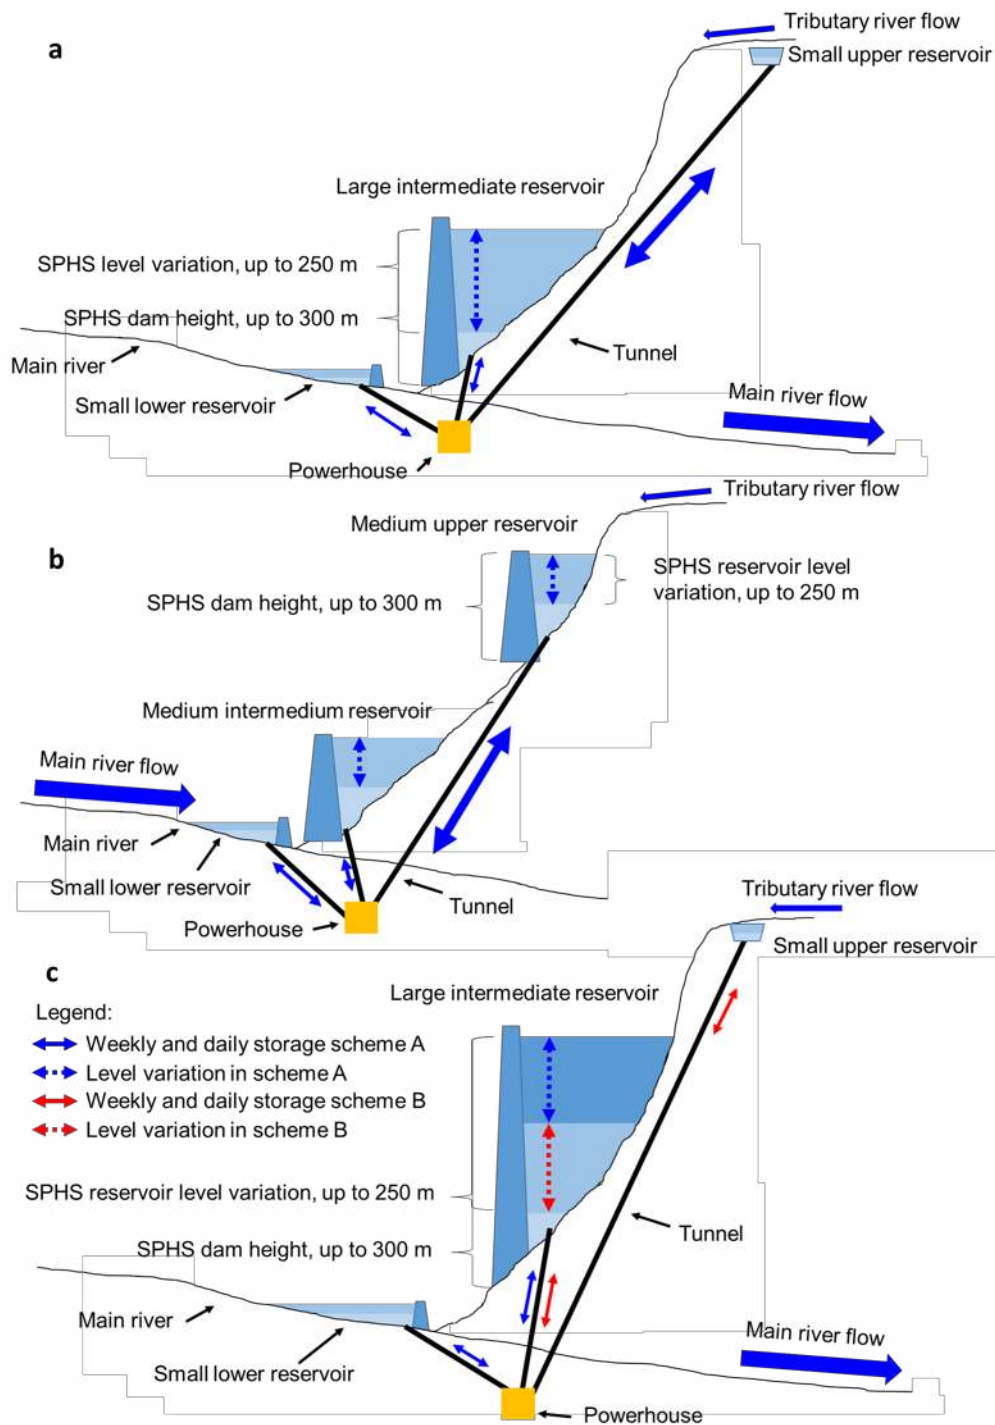 a
Tributary river flow
Small upper reservoir
Large intermediate reservoir
SPHS level variation, up to 250 m
SPHS dam height, up to 300 m
Main river
Tunnel
Small lower reservoir
Main river flow
Powerhouse
Tributary river flow
Medium upper reservoir
b
SPHS reservoir level
variation, up to 250 m
SPHS dam height, up to 300 m
Medium intermedium reservoir
Main river flow
Main river
Small lower reservoir
Tunnel
Powerhouse
Tributary river flow
Small upper reservoir
c
Large intermediate reservoir
Legend:
Weekly and daily storage scheme A
Level variation in scheme A
Weekly and daily storage scheme B
Level variation in scheme B
SPHS reservoir level variation, up to 250 m
Tunnel
SPHS dam height, up to 300 m
Main river
Main river flow
Small lower reservoir
Powerhouse